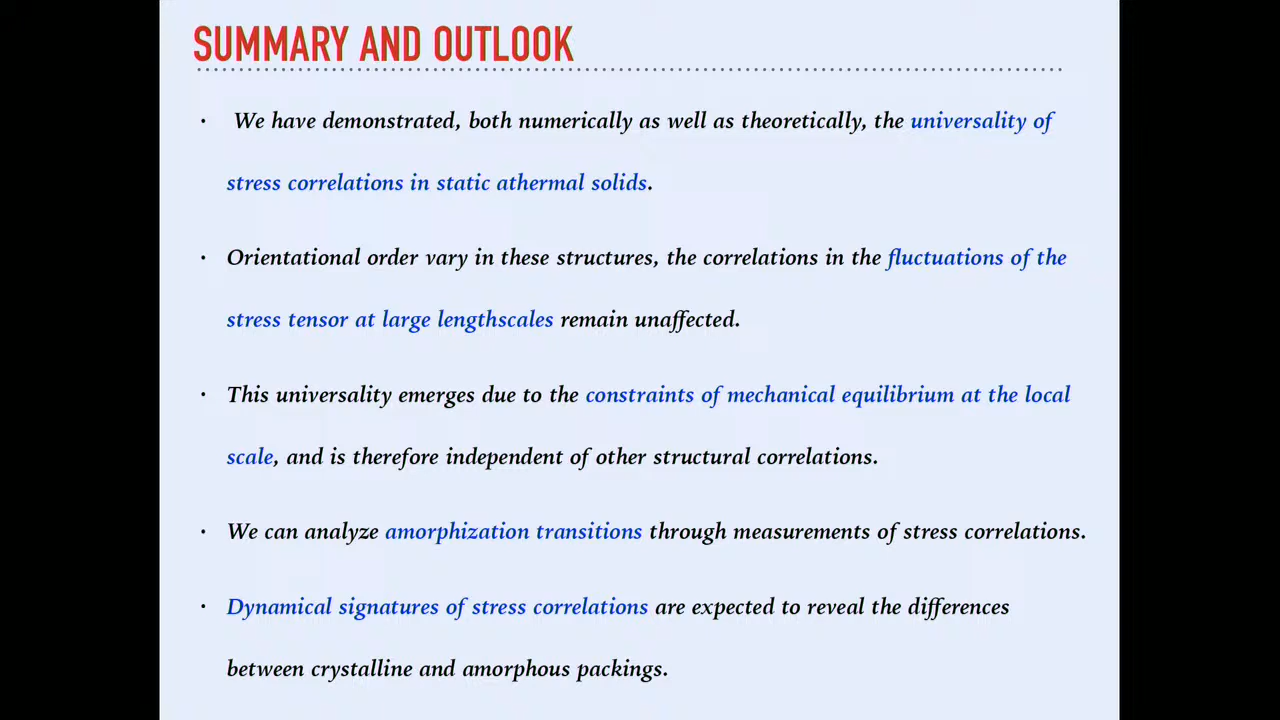 SUMMARY AND OUTLOOK
• We have demonstrated, both numerically as well as theoretically, the universality of
stress correlations in static athermal solids.
• Orientational order vary in these structures, the correlations in the fluctuations of the
stress tensor at large lengthscales remain unaffected.
• This universality emerges due to the constraints of mechanical equilibrium at the local
scale, and is therefore independent of other structural correlations.
• We can analyze amorphization transitions through measurements of stress correlations.
• Dynamical signatures of stress correlations are expected to reveal the differences
between crystalline and amorphous packings.